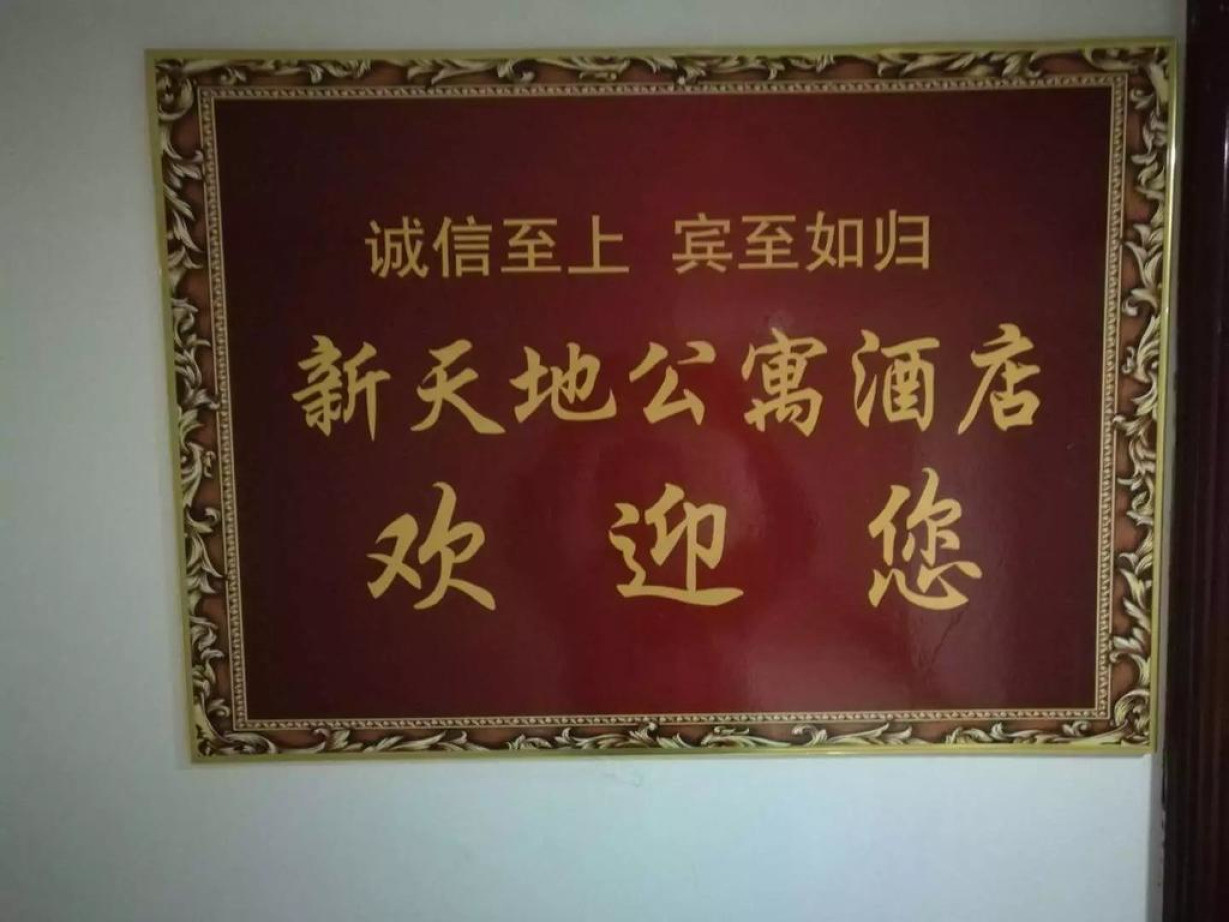 诚信至上 宾至如归
新天地公寓酒店
欢迎您